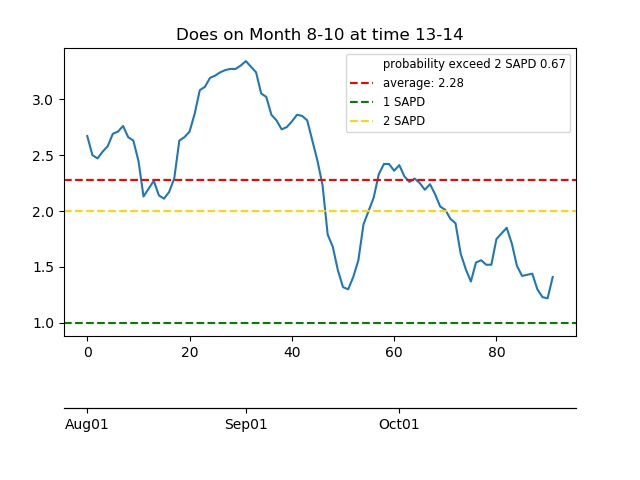 Does on Month 8-10 at time 13-14
probability exceed 2 SAPD 0.67
average: 2.28
1 SAPD
2 SAPD
3.0
2.5
2.0
1.5
1.0
0 20 40 60 80
Aug01 Sep01 Oct01